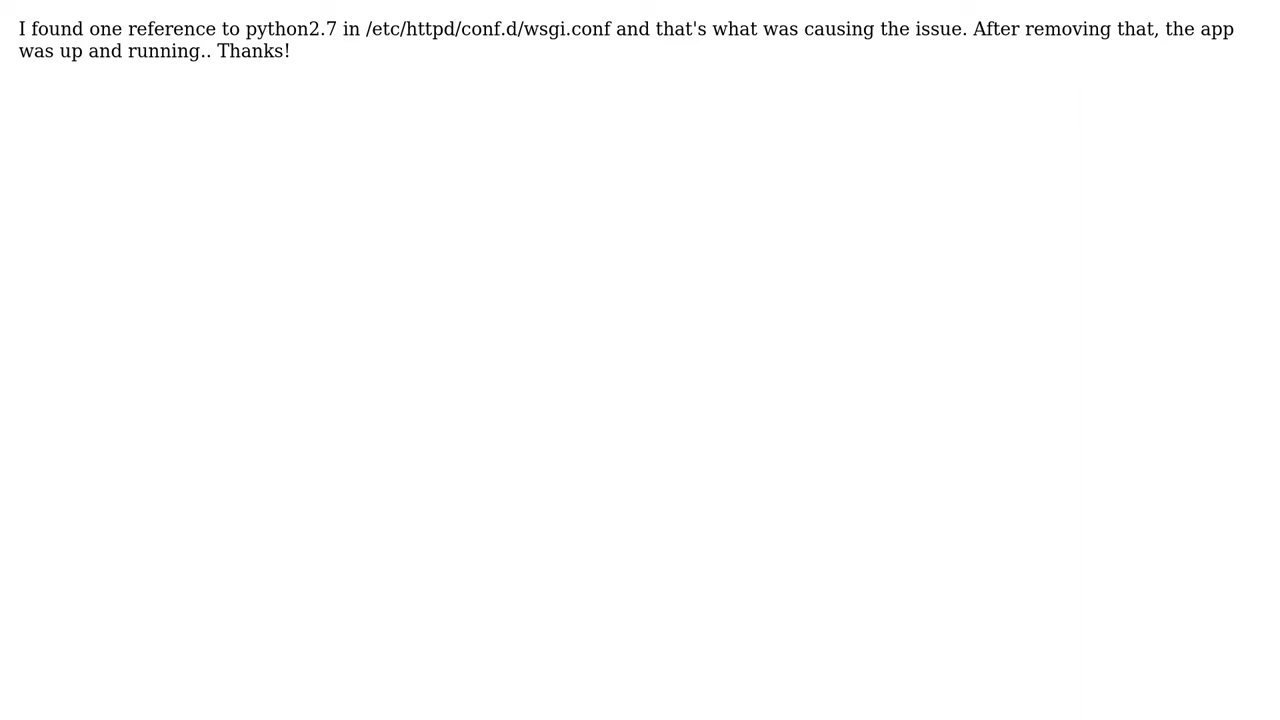 I found one reference to python2.7 in /etc/httpd/conf.d/wsgi.conf and that's what was causing the issue. After removing that, the app
was up and running.. Thanks!